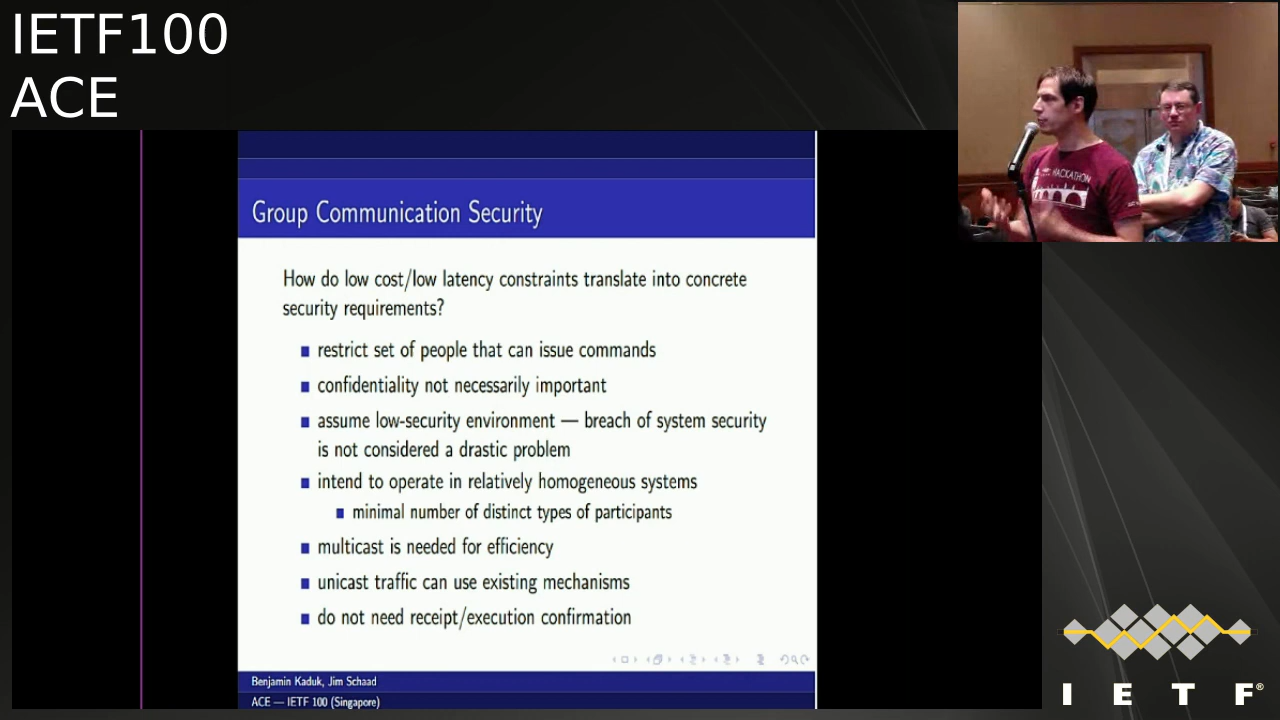 IETF100
ACE
HACKATHON
Group Communication Security
How do low cost/low latency constraints translate into concrete
security requirements?
restrict set of people that can issue commands
confidentiality not necessarily important
assume low-security environment — breach of system security
is not considered a drastic problem
intend to operate in relatively homogeneous systems
minimal number of distinct types of participants
multicast is needed for efficiency
unicast traffic can use existing mechanisms
do not need receipt/execution confirmation
Benjamin Kaduk, Jim Schaad
ACE — IETF 100 (Singapore)
I E T F®